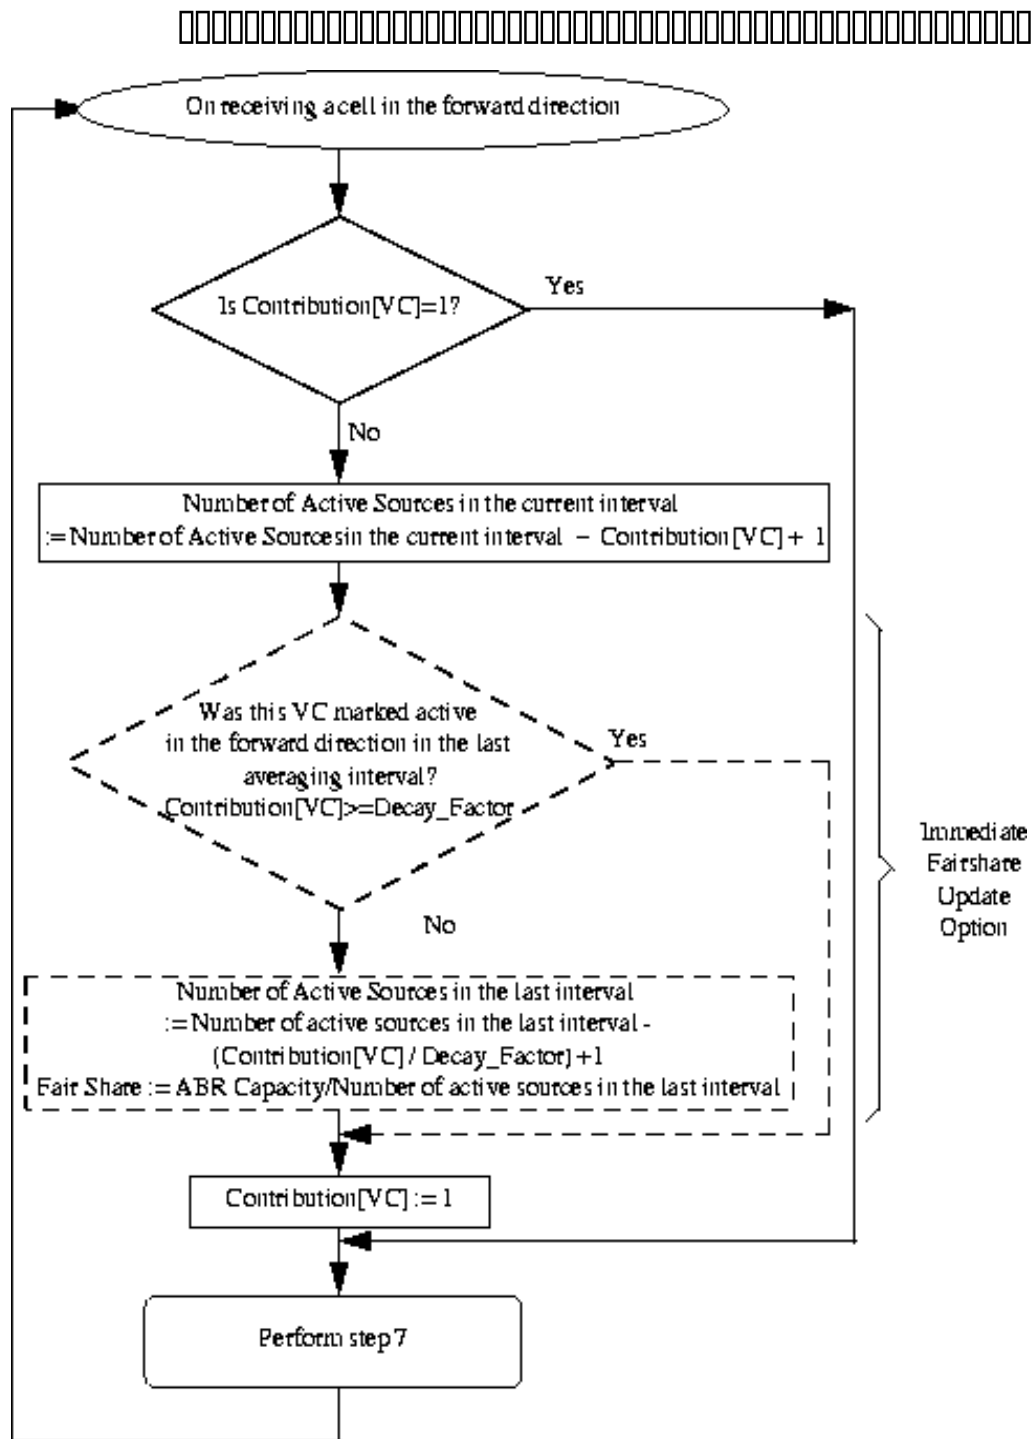 On receiving a cell in the forward direction
Is Contribution[VC]=1?
Yes
No
Number of Active Sources in the current interval
:= Number of Active Sources in the current interval - Contribution[VC] + 1
Was this VC marked active
in the forward direction in the last
averaging interval?
Contribution[VC]>=Decay_Factor
Yes
No
Number of Active Sources in the last interval
:= Number of active sources in the last interval -
(Contribution[VC] / Decay_Factor) +1
Fair Share := ABR Capacity/Number of active sources in the last interval
Immediate
Fairshare
Update
Option
Contribution[VC] := 1
Perform step 7